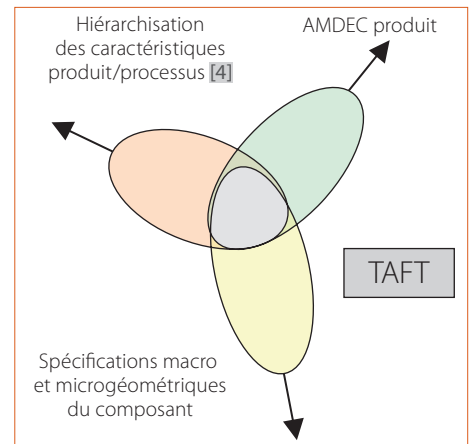 Hiérarchisation
des caractéristiques
produit/processus [4]
AMDEC produit
TAFT
Spécifications macro
et microgéométriques
du composant